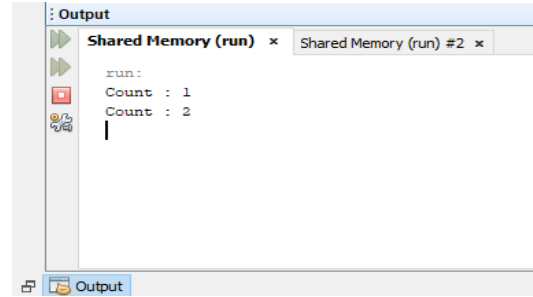 Output
Shared Memory (run) × Shared Memory (run) #2 ×
run:
Count : 1
Count : 2
Output